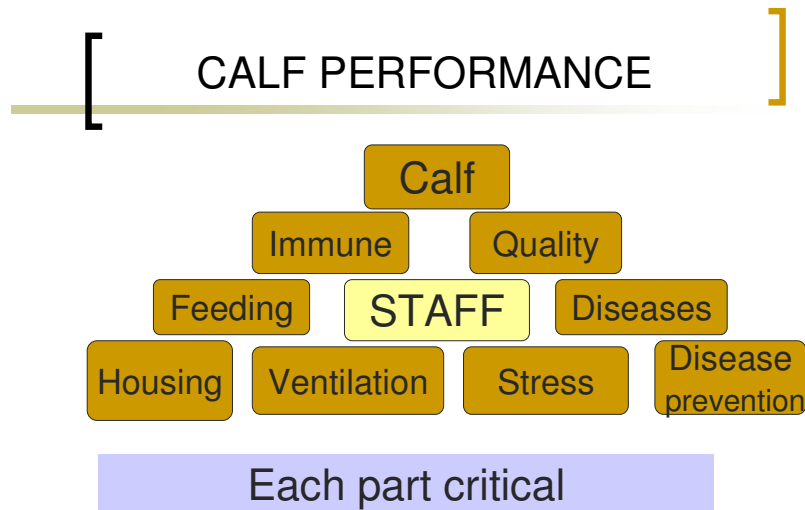 CALF PERFORMANCE
Calf
Immune Quality
Feeding STAFF Diseases
Housing Ventilation Stress Disease
prevention
Each part critical